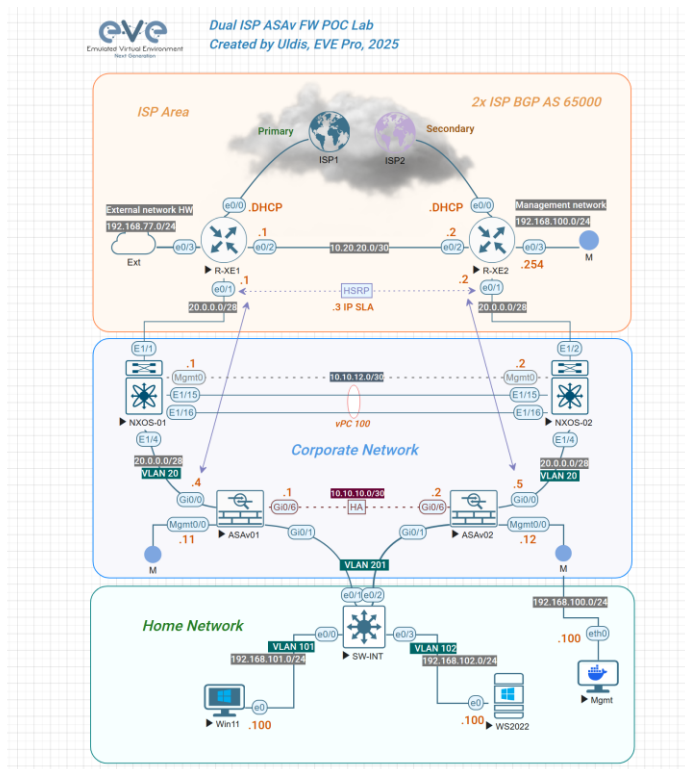 eve
Emulated Virtual Environment
Next Generation
Dual ISP ASAv FW POC Lab
Created by Uldis, EVE Pro, 2025
ISP Area
2x ISP BGP AS 65000
Primary
Secondary
ISP1
ISP2
e0/0
.DHCP
.DHCP
e0/0
External network HW
192.168.77.0/24
Management network
192.168.100.0/24
Ext
e0/3
.1
e0/2
10.20.20.0/30
.2
e0/2
e0/3
M
R-XE1
R-XE2
.254
e0/1
.1
HSRP
.2
e0/1
.3 IP SLA
20.0.0.0/28
20.0.0.0/28
E1/1
E1/2
.1
Mgmt0
10.10.12.0/30
.2
Mgmt0
E1/15
E1/15
E1/16
E1/16
NXOS-01
NXOS-02
vPC 100
E1/4
E1/4
Corporate Network
20.0.0.0/28
VLAN 20
20.0.0.0/28
VLAN 20
.4
.5
Gi0/0
.1
10.10.10.0/30
.2
Gi0/0
Gi0/6
HA
Gi0/6
Mgmt0/0
ASAv01
Gi0/1
Gi0/1
ASAv02
Mgmt0/0
.11
.12
M
M
VLAN 201
e0/1
e0/2
192.168.100.0/24
Home Network
e0/0
e0/3
eth0
.100
VLAN 101
SW-INT
VLAN 102
192.168.101.0/24
192.168.102.0/24
Mgmt
e0
e0
Win11
.100
.100
WS2022